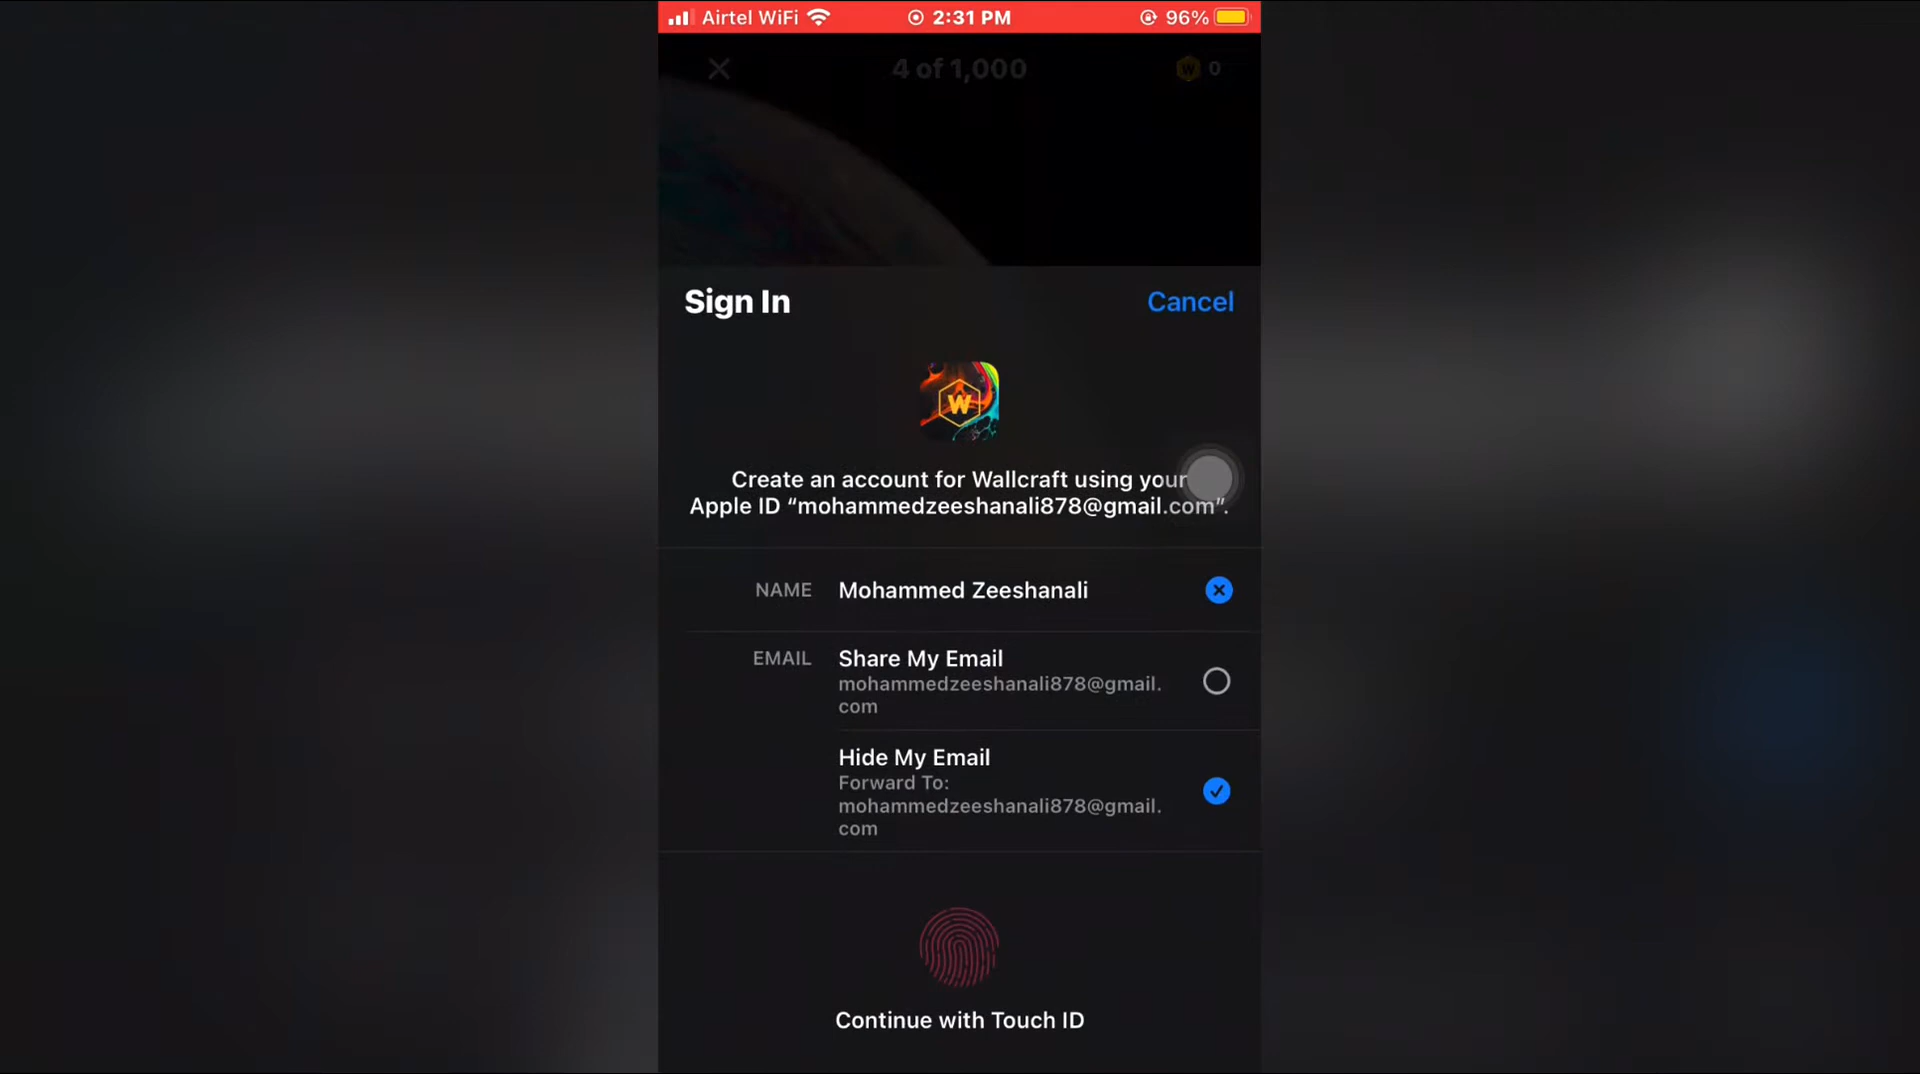 Airtel WiFi 2:31 PM 96%
4 of 1,000 W 0
Sign In Cancel
W
Create an account for Wallcraft using your
Apple ID “mohammedzeeshanali878@gmail.com”.
NAME Mohammed Zeeshanali
EMAIL Share My Email
mohammedzeeshanali878@gmail.
com
Hide My Email
Forward To:
mohammedzeeshanali878@gmail.
com
Continue with Touch ID